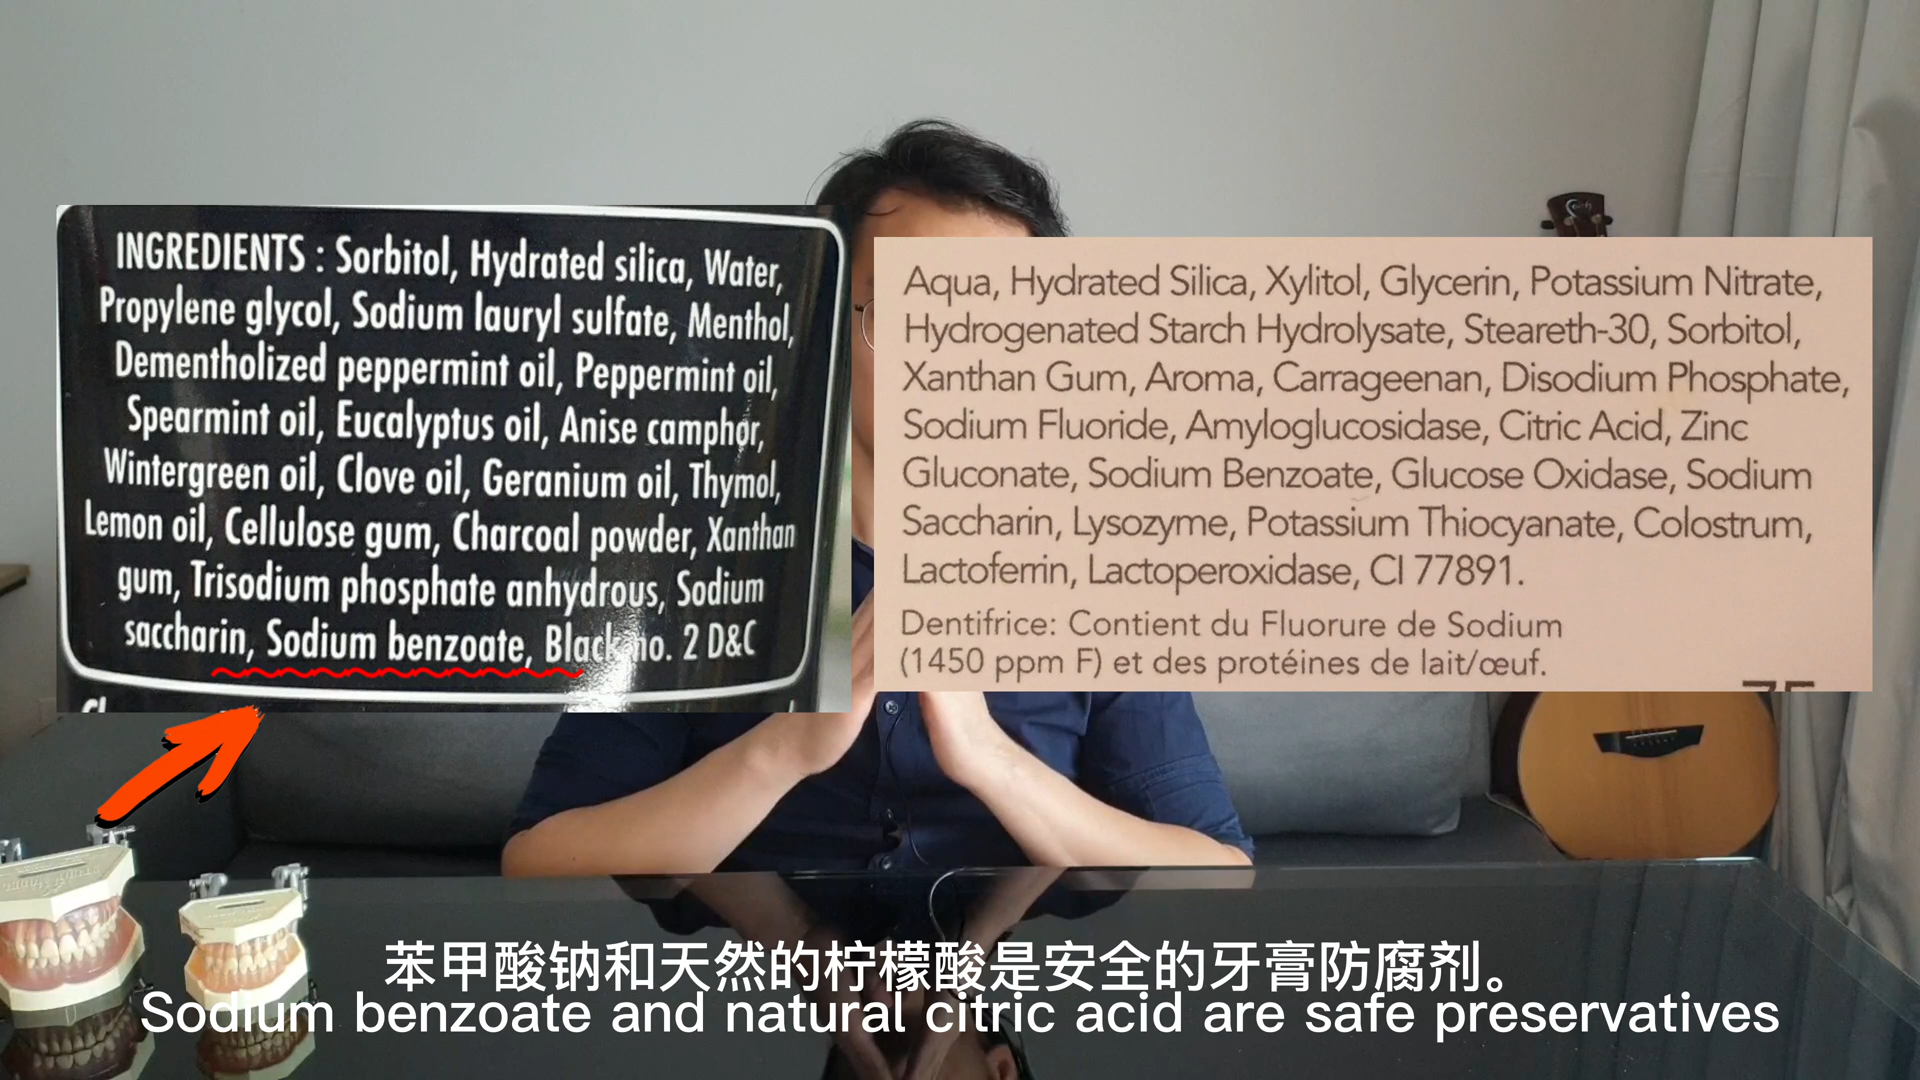 INGREDIENTS : Sorbitol, Hydrated silica, Water,
Propylene glycol, Sodium lauryl sulfate, Menthol,
Dementholized peppermint oil, Peppermint oil,
Spearmint oil, Eucalyptus oil, Anise camphor,
Wintergreen oil, Clove oil, Geranium oil, Thymol,
Lemon oil, Cellulose gum, Charcoal powder, Xanthan
gum, Trisodium phosphate anhydrous, Sodium
saccharin, Sodium benzoate, Black no. 2 D&C
Aqua, Hydrated Silica, Xylitol, Glycerin, Potassium Nitrate,
Hydrogenated Starch Hydrolysate, Steareth-30, Sorbitol,
Xanthan Gum, Aroma, Carrageenan, Disodium Phosphate,
Sodium Fluoride, Amyloglucosidase, Citric Acid, Zinc
Gluconate, Sodium Benzoate, Glucose Oxidase, Sodium
Saccharin, Lysozyme, Potassium Thiocyanate, Colostrum,
Lactoferrin, Lactoperoxidase, CI 77891.
Dentifrice: Contient du Fluorure de Sodium
(1450 ppm F) et des protéines de lait/œuf.
苯甲酸钠和天然的柠檬酸是安全的牙膏防腐剂。
Sodium benzoate and natural citric acid are safe preservatives